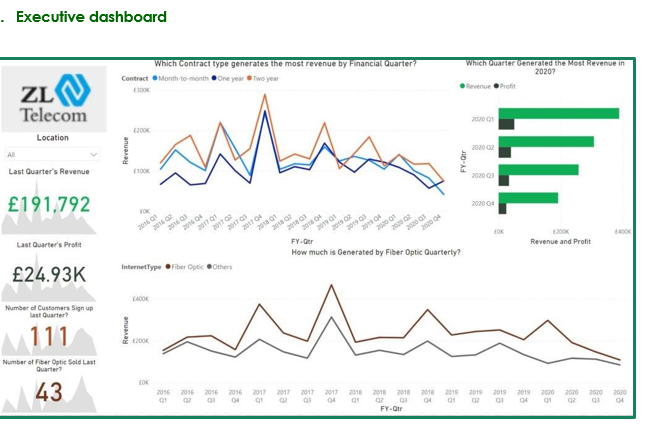 . Executive dashboard
ZL
Telecom
Location
All
Last Quarter's Revenue
£191,792
Last Quarter's Profit
£24.93K
Number of Customers Sign up
last Quarter?
111
Number of Fiber Optic Sold Last
Quarter?
43
Which Contract type generates the most revenue by Financial Quarter?
Contract Month-to-month One year Two year
£300K
£200K
£100K
£0K
Revenue
2016 Q1 2016 Q2 2016 Q3 2016 Q4 2017 Q1 2017 Q2 2017 Q3 2017 Q4 2018 Q1 2018 Q2 2018 Q3 2018 Q4 2019 Q1 2019 Q2 2019 Q3 2019 Q4 2020 Q1 2020 Q2 2020 Q3 2020 Q4
FY-Qtr
Which Quarter Generated the Most Revenue in
2020?
Revenue Profit
FY-Qtr
2020 Q1
2020 Q2
2020 Q3
2020 Q4
£0K £200K £400K
Revenue and Profit
How much is Generated by Fiber Optic Quarterly?
InternetType Fiber Optic Others
£400K
£200K
£0K
Revenue
2016 2016 2016 2016 2017 2017 2017 2017 2018 2018 2018 2018 2019 2019 2019 2019 2020 2020 2020 2020
Q1 Q2 Q3 Q4 Q1 Q2 Q3 Q4 Q1 Q2 Q3 Q4 Q1 Q2 Q3 Q4 Q1 Q2 Q3 Q4
FY-Qtr